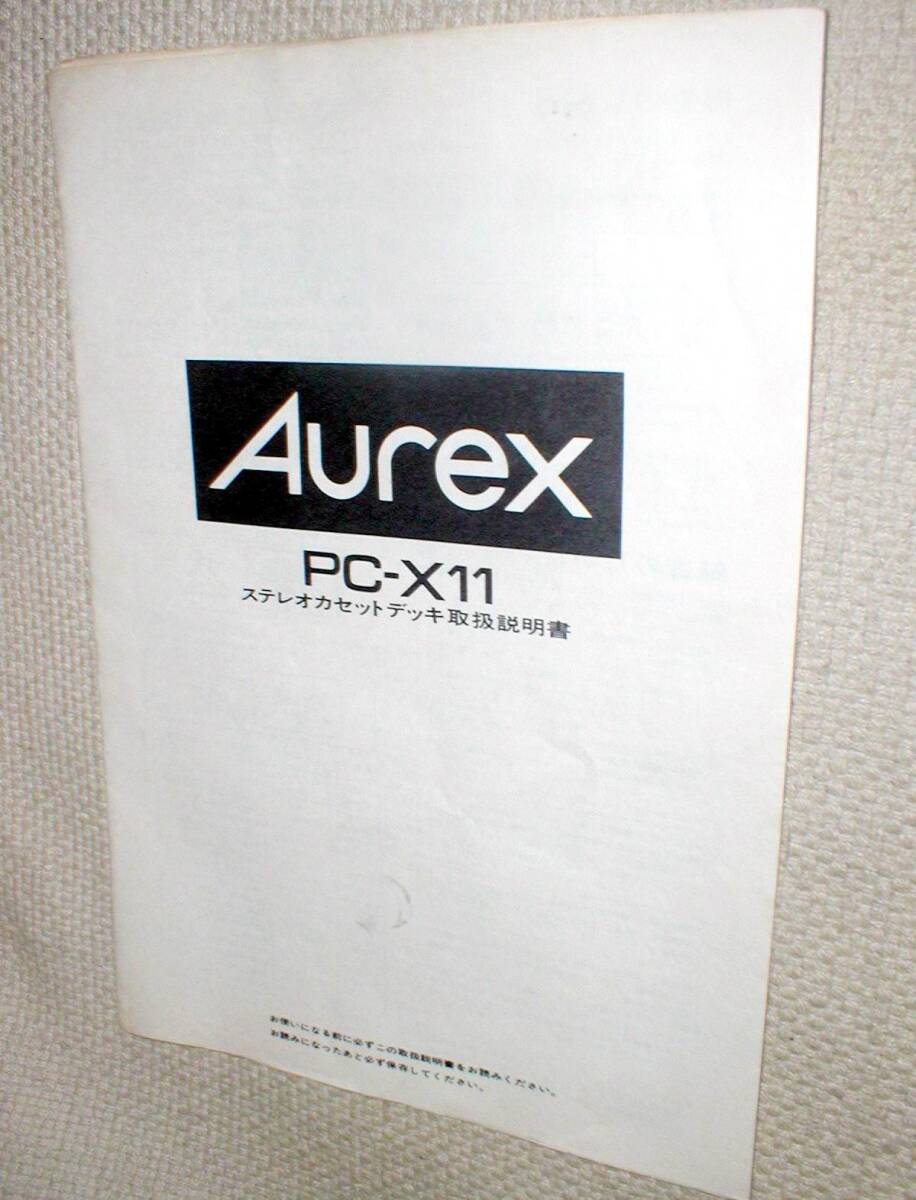 Aurex
PC-X11
ステレオカセットデッキ取扱説明書
お使いになる前に必ずこの取扱説明書をお読みください。
お読みになったあと必ず保存してください。